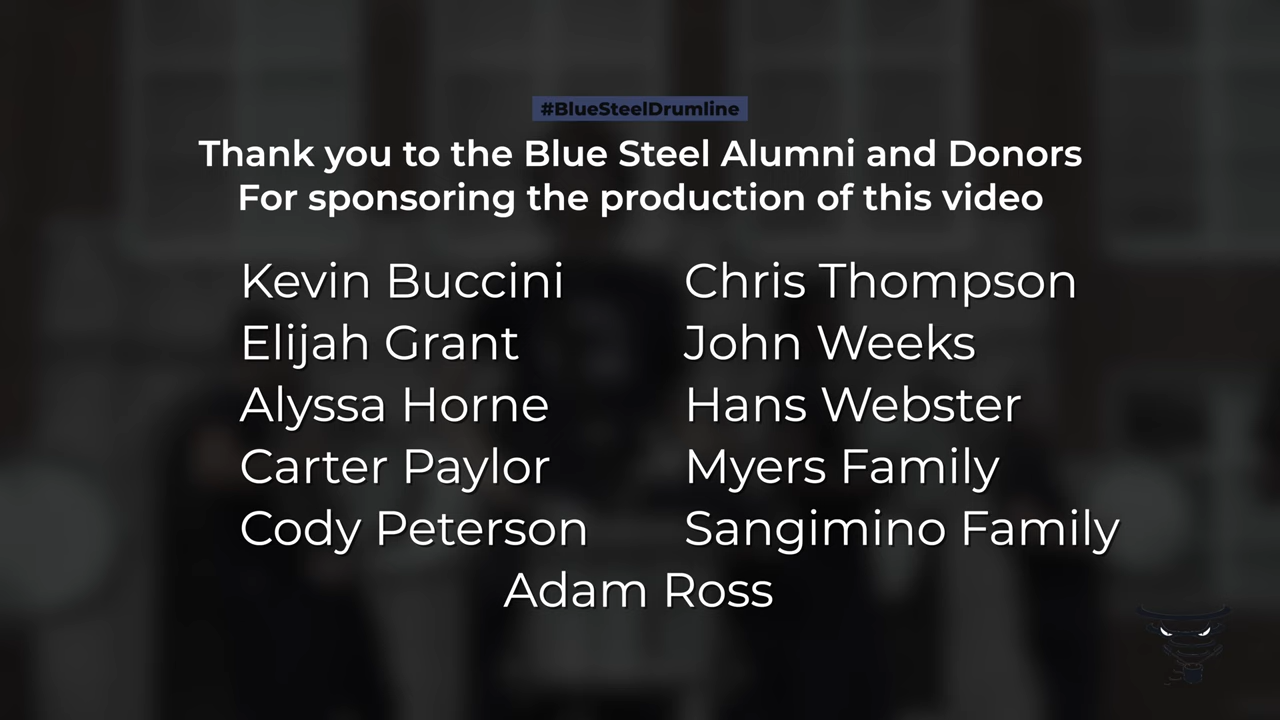 #BlueSteelDrumline
Thank you to the Blue Steel Alumni and Donors
For sponsoring the production of this video
Kevin Buccini
Elijah Grant
Alyssa Horne
Carter Paylor
Cody Peterson
Chris Thompson
John Weeks
Hans Webster
Myers Family
Sangimino Family
Adam Ross